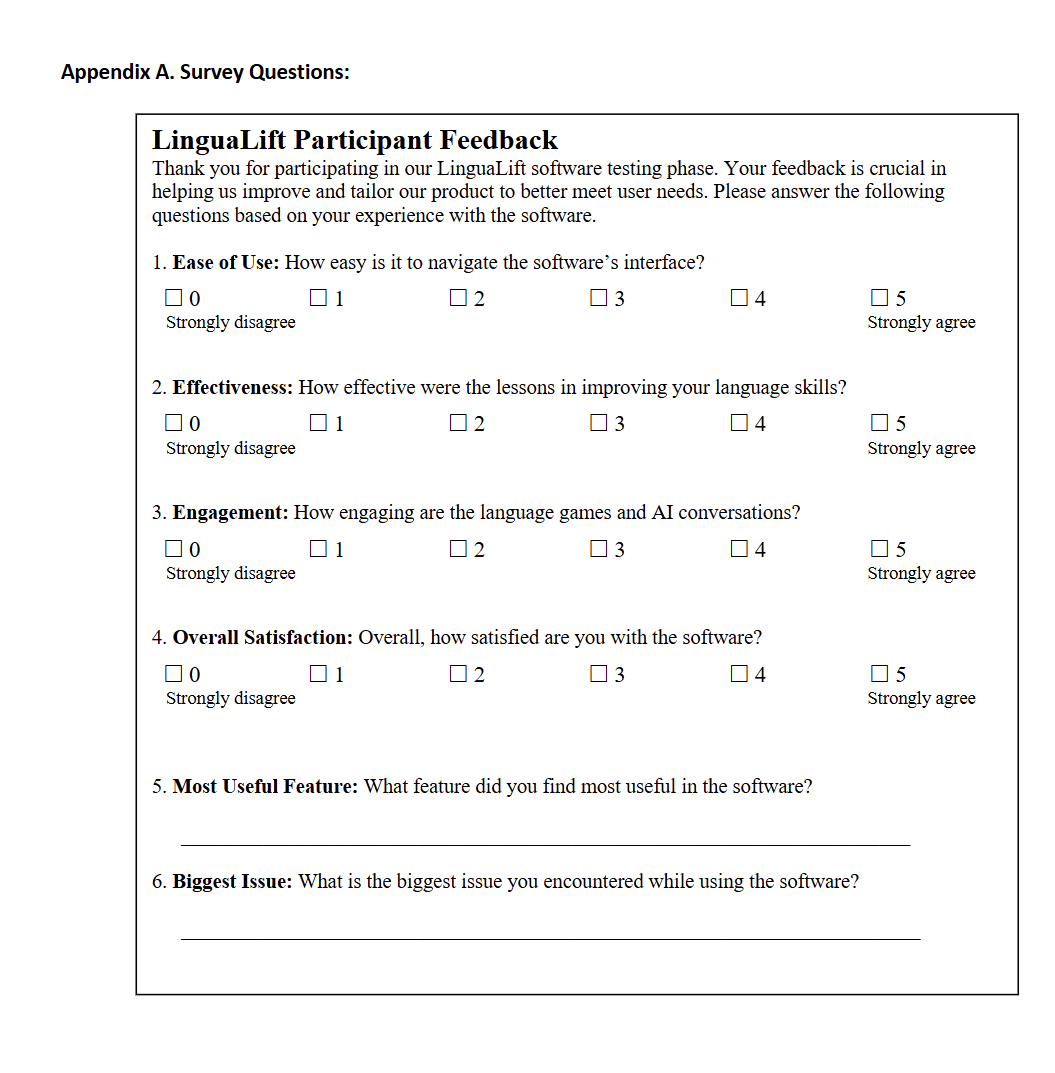 Appendix A. Survey Questions:
LinguaLift Participant Feedback
Thank you for participating in our LinguaLift software testing phase. Your feedback is crucial in
helping us improve and tailor our product to better meet user needs. Please answer the following
questions based on your experience with the software.
1. Ease of Use: How easy is it to navigate the software’s interface?
☐ 0 ☐ 1 ☐ 2 ☐ 3 ☐ 4 ☐ 5
Strongly disagree Strongly agree
2. Effectiveness: How effective were the lessons in improving your language skills?
☐ 0 ☐ 1 ☐ 2 ☐ 3 ☐ 4 ☐ 5
Strongly disagree Strongly agree
3. Engagement: How engaging are the language games and AI conversations?
☐ 0 ☐ 1 ☐ 2 ☐ 3 ☐ 4 ☐ 5
Strongly disagree Strongly agree
4. Overall Satisfaction: Overall, how satisfied are you with the software?
☐ 0 ☐ 1 ☐ 2 ☐ 3 ☐ 4 ☐ 5
Strongly disagree Strongly agree
5. Most Useful Feature: What feature did you find most useful in the software?
6. Biggest Issue: What is the biggest issue you encountered while using the software?